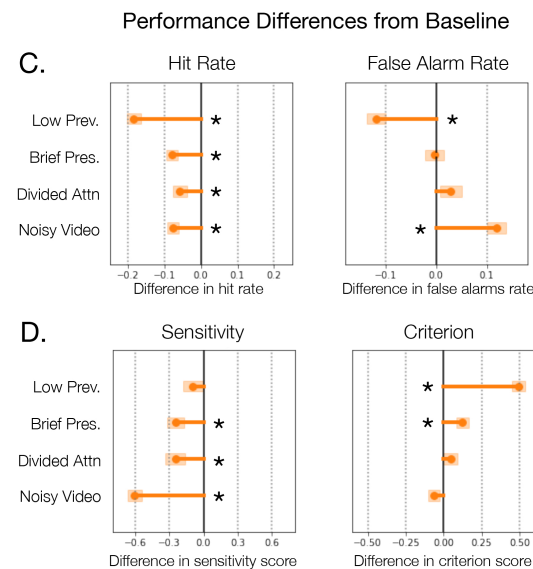 Performance Differences from Baseline
C.
Hit Rate
False Alarm Rate
Low Prev.
*
*
Brief Pres.
*
Divided Attn
*
Noisy Video
*
*
−0.2 −0.1 0.0 0.1 0.2
−0.1 0.0 0.1
Difference in hit rate
Difference in false alarms rate
D.
Sensitivity
Criterion
Low Prev.
*
Brief Pres.
*
*
Divided Attn
*
Noisy Video
*
−0.6 −0.3 0.0 0.3 0.6
−0.50 −0.25 0.00 0.25 0.50
Difference in sensitivity score
Difference in criterion score